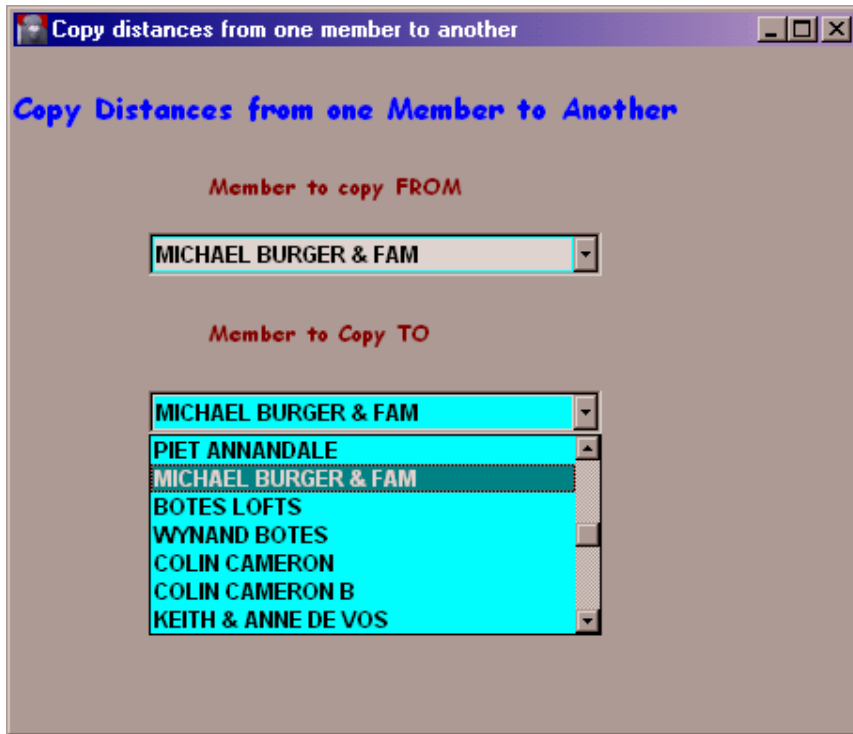 Copy distances from one member to another
Copy Distances from one Member to Another
Member to copy FROM
MICHAEL BURGER & FAM
Member to Copy TO
MICHAEL BURGER & FAM
PIET ANNANDALE
MICHAEL BURGER & FAM
BOTES LOFTS
WYNAND BOTES
COLIN CAMERON
COLIN CAMERON B
KEITH & ANNE DE VOS